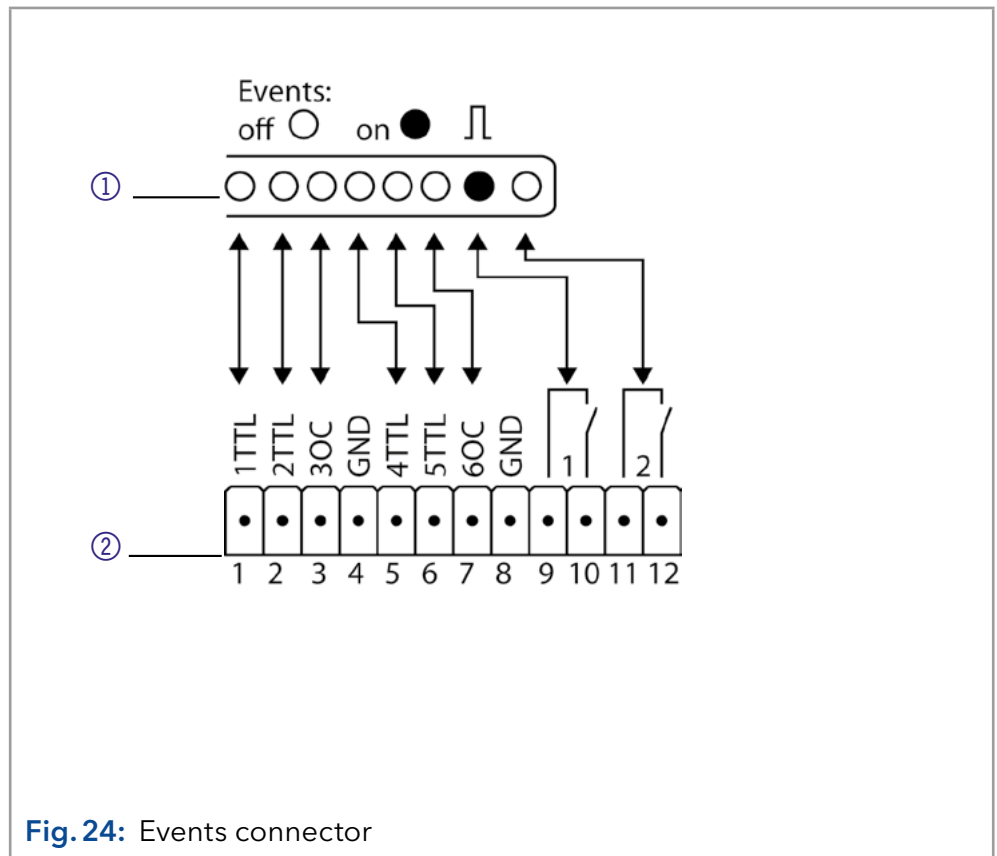 Events:
off on
①
1TTL 2TTL 3OC GND 4TTL 5TTL 6OC GND 1 2
②
1 2 3 4 5 6 7 8 9 10 11 12
Fig. 24: Events connector